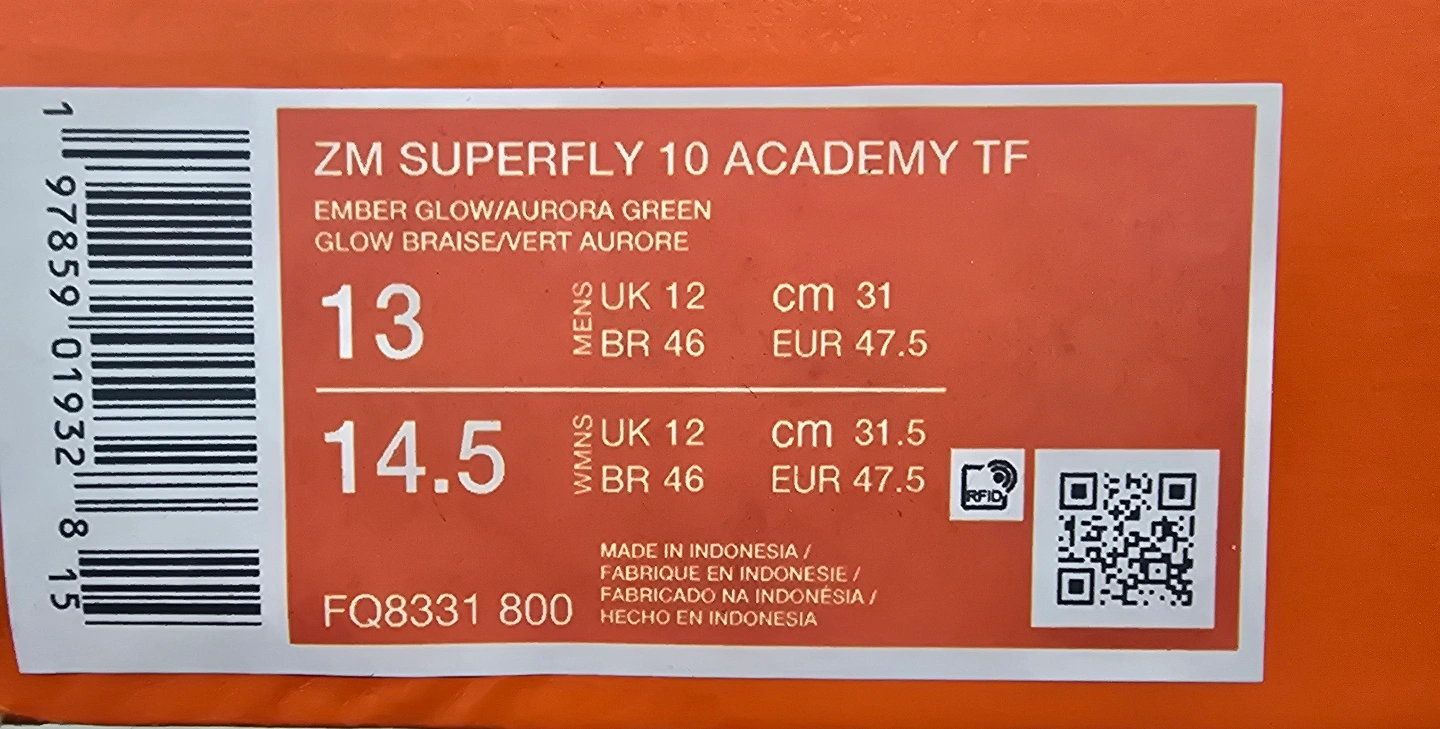 1 97859 01932 8 15
ZM SUPERFLY 10 ACADEMY TF
EMBER GLOW/AURORA GREEN
GLOW BRAISE/VERT AURORE
13 MENS UK 12 cm 31
BR 46 EUR 47.5
14.5 WMNS UK 12 cm 31.5
BR 46 EUR 47.5
RFID
MADE IN INDONESIA /
FABRIQUE EN INDONESIE /
FABRICADO NA INDONÉSIA /
HECHO EN INDONESIA
FQ8331 800